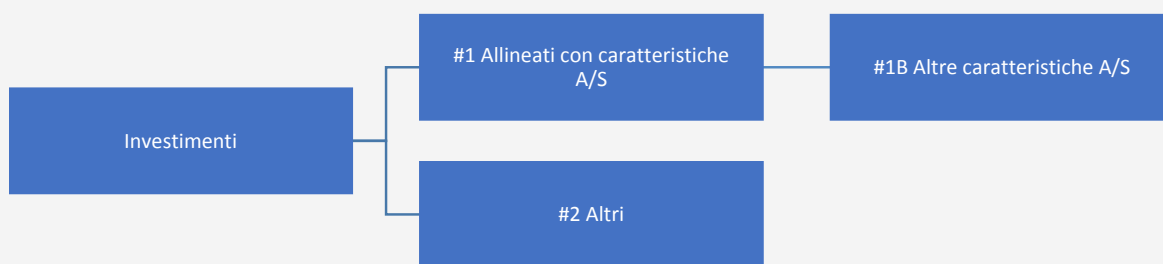 #1 Allineati con caratteristiche
A/S
#1B Altre caratteristiche A/S
Investimenti
#2 Altri